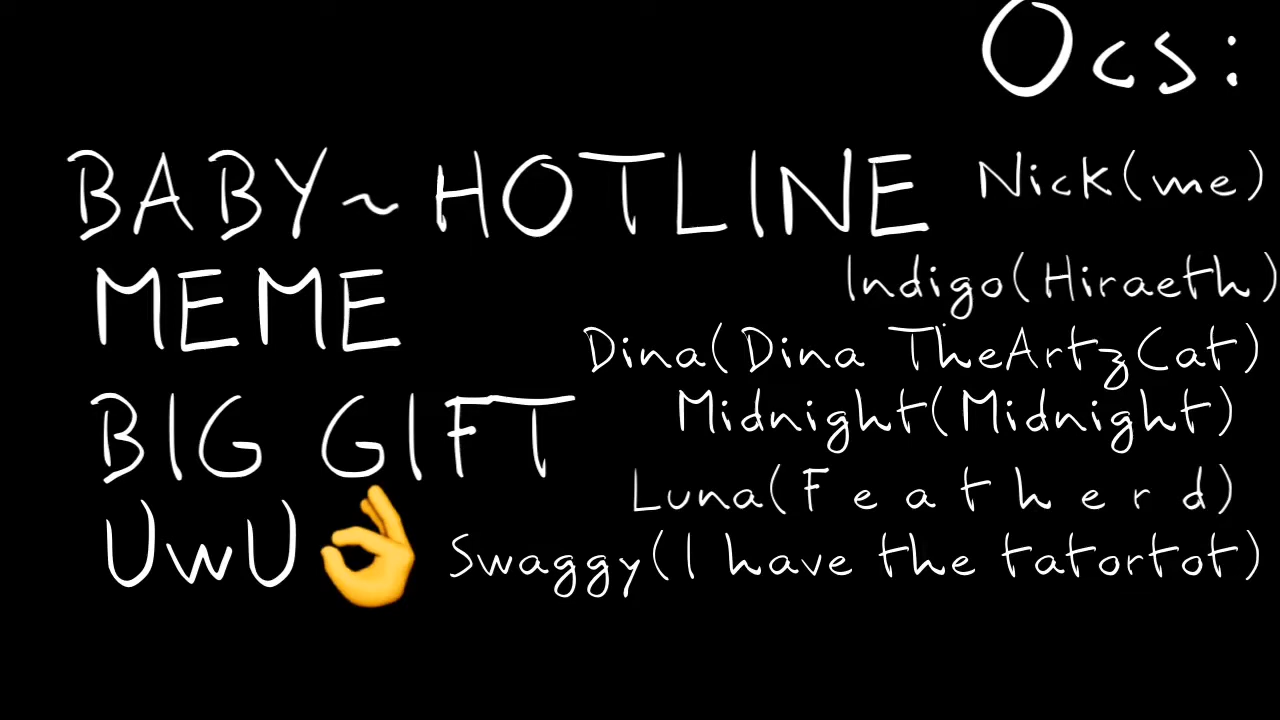 Ocs:
BABY~HOTLINE
Nick(me)
MEME
Indigo(Hiraeth)
Dina(Dina TheArtzCat)
BIG GIFT
Midnight(Midnight)
Luna(F e a t h e r d)
UwU👌
Swaggy(I have the tatortot)